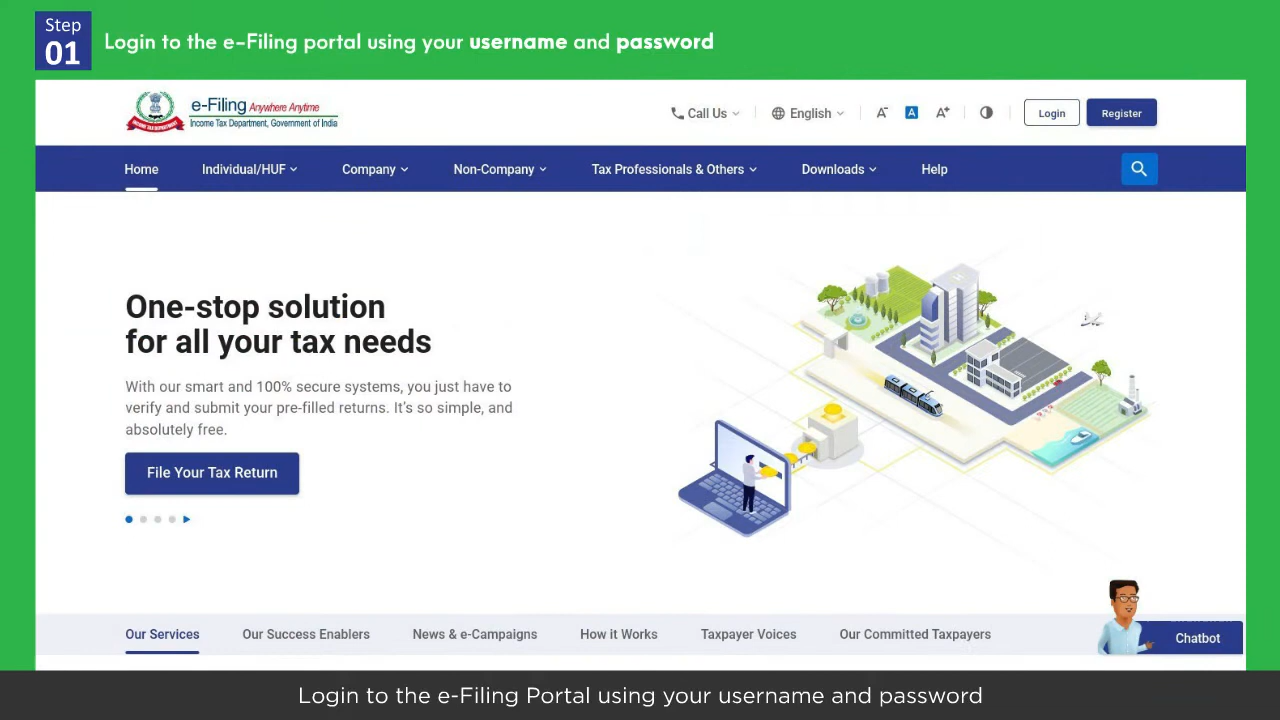 Step
01
Login to the e-Filing portal using your username and password
e-Filing Anywhere Anytime
Income Tax Department, Government of India
Call Us
English
A-
A
A+
Login
Register
Home
Individual/HUF
Company
Non-Company
Tax Professionals & Others
Downloads
Help
One-stop solution
for all your tax needs
With our smart and 100% secure systems, you just have to
verify and submit your pre-filled returns. It's so simple, and
absolutely free.
File Your Tax Return
Our Services
Our Success Enablers
News & e-Campaigns
How it Works
Taxpayer Voices
Our Committed Taxpayers
Chatbot
Login to the e-Filing Portal using your username and password